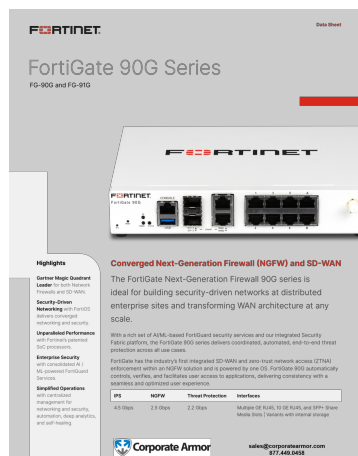 Data Sheet
FORTINET
FortiGate 90G Series
FG-90G and FG-91G
FORTINET
FORTINET
FortiGate 90G
CONSOLE
USB
Highlights
Gartner Magic Quadrant
Leader for both Network
Firewalls and SD-WAN.
Security-Driven
Networking with FortiOS
delivers converged
networking and security.
Unparalleled Performance
with Fortinet's patented
SoC processors.
Enterprise Security
with consolidated AI /
ML-powered FortiGuard
Services.
Simplified Operations
with centralized
management for
networking and security,
automation, deep analytics,
and self-healing.
Converged Next-Generation Firewall (NGFW) and SD-WAN
The FortiGate Next-Generation Firewall 90G series is
ideal for building security-driven networks at distributed
enterprise sites and transforming WAN architecture at any
scale.
With a rich set of AI/ML-based FortiGuard security services and our integrated Security
Fabric platform, the FortiGate 90G series delivers coordinated, automated, end-to-end threat
protection across all use cases.
FortiGate has the industry's first integrated SD-WAN and zero-trust network access (ZTNA)
enforcement within an NGFW solution and is powered by one OS. FortiGate 90G automatically
controls, verifies, and facilitates user access to applications, delivering consistency with a
seamless and optimized user experience.
IPS NGFW Threat Protection Interfaces
4.5 Gbps 2.5 Gbps 2.2 Gbps Multiple GE RJ45, 10 GE RJ45, and SFP+ Share
Media Slots | Variants with internal storage
Corporate Armor
sales@corporatearmor.com
877.449.0458